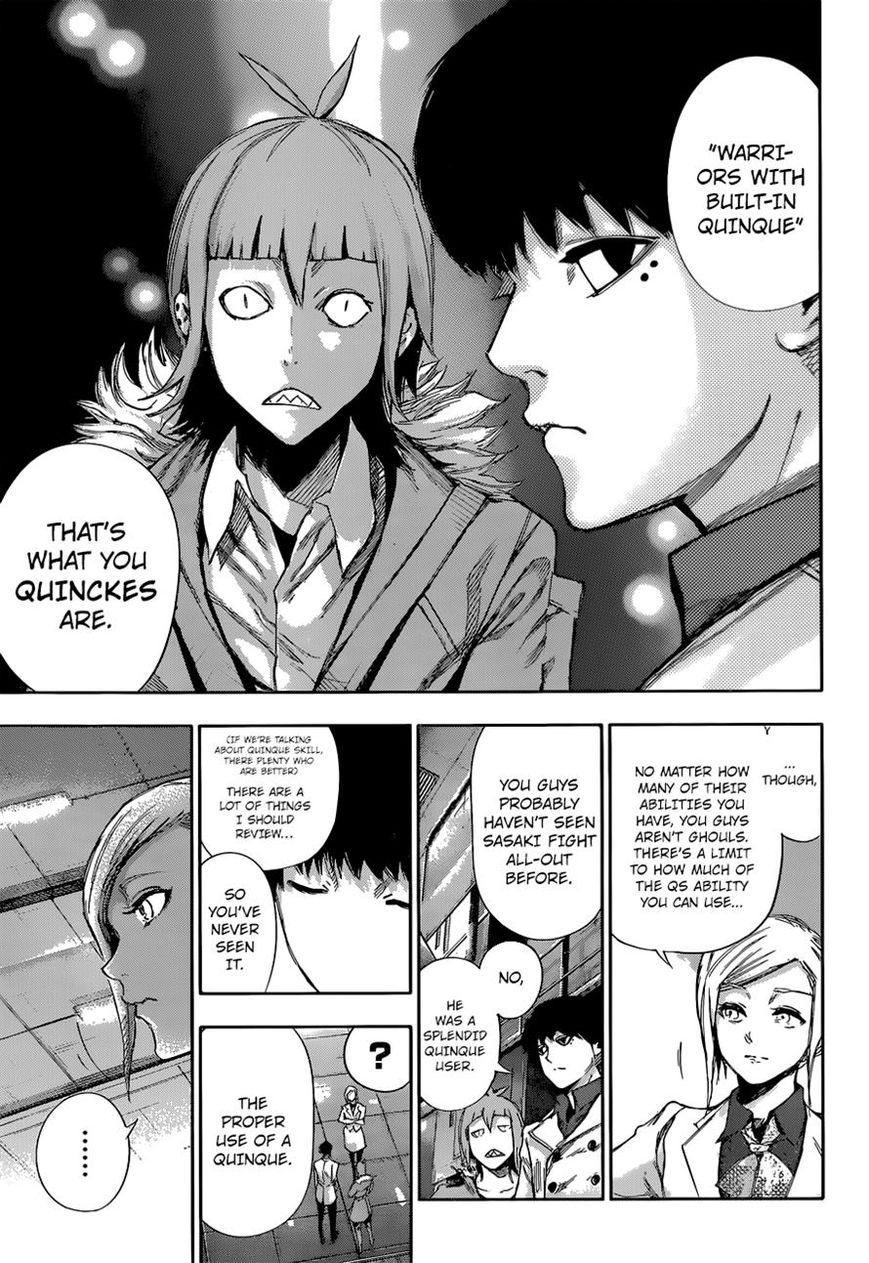 "WARRI-
ORS WITH
BUILT-IN
QUINQUE"
THAT'S
WHAT YOU
QUINCKES
ARE.
Y
...
THOUGH,
NO MATTER HOW
MANY OF THEIR
ABILITIES YOU
HAVE, YOU GUYS
AREN'T GHOULS.
THERE'S A LIMIT
TO HOW MUCH OF
THE QS ABILITY
YOU CAN USE...
YOU GUYS
PROBABLY
HAVEN'T SEEN
SASAKI FIGHT
ALL-OUT
BEFORE.
NO,
HE
WAS A
SPLENDID
QUINQUE
USER.
(IF WE'RE TALKING
ABOUT QUINQUE SKILL,
THERE PLENTY WHO
ARE BETTER)
THERE ARE A
LOT OF THINGS
I SHOULD
REVIEW...
SO
YOU'VE
NEVER
SEEN
IT.
?
THE
PROPER
USE OF A
QUINQUE.
......